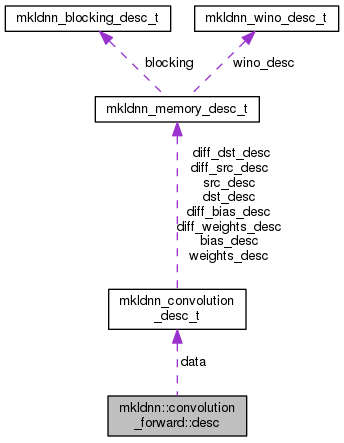 mkldnn_blocking_desc_t
mkldnn_wino_desc_t
blocking
wino_desc
mkldnn_memory_desc_t
diff_dst_desc
diff_src_desc
src_desc
dst_desc
diff_bias_desc
diff_weights_desc
bias_desc
weights_desc
mkldnn_convolution
_desc_t
data
mkldnn::convolution
_forward::desc